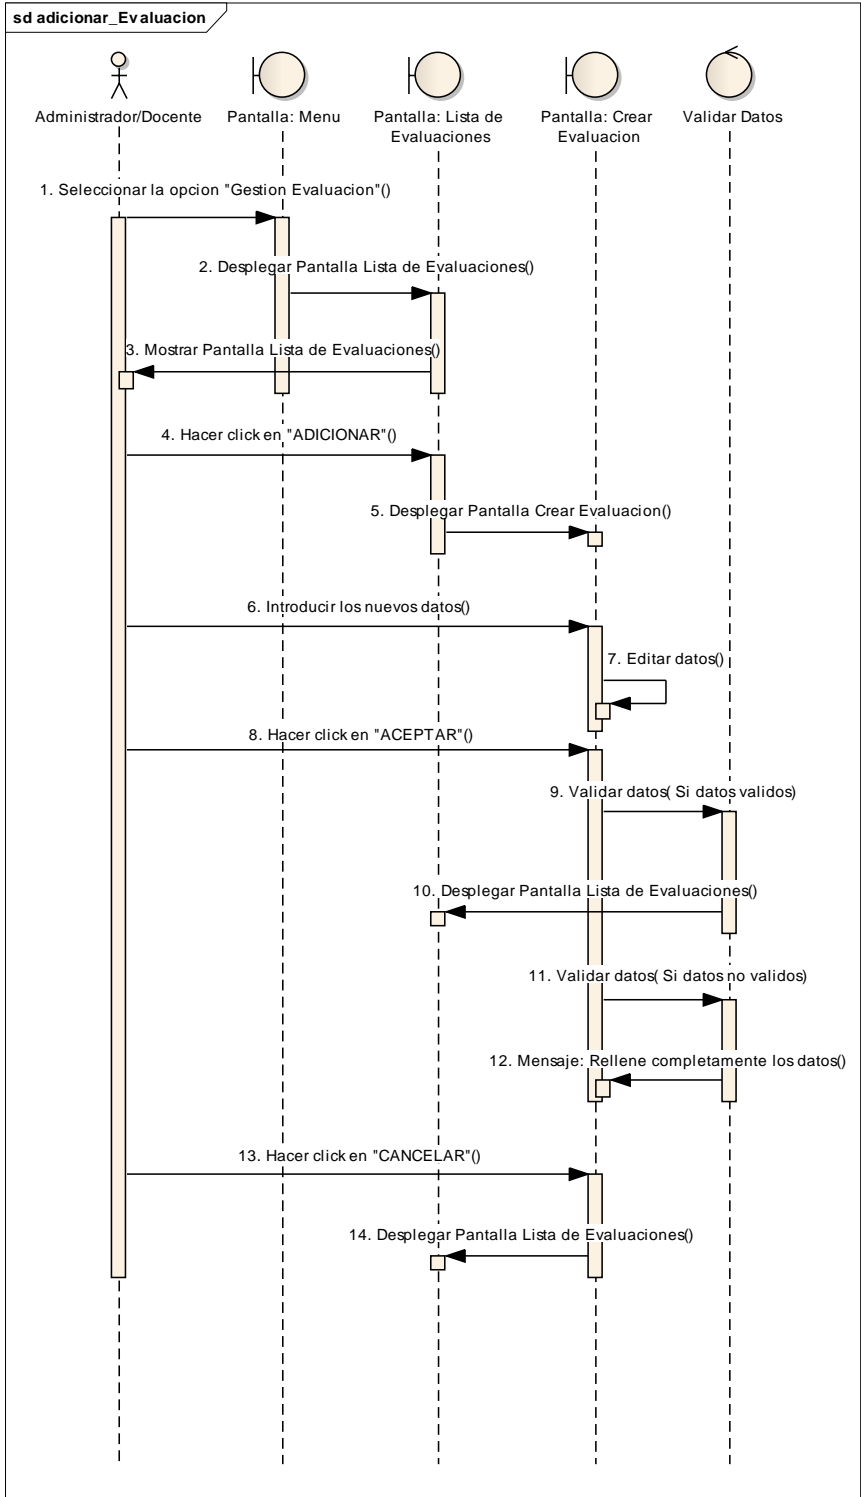 sd adicionar_Evaluacion
Administrador/Docente
Pantalla: Menu
Pantalla: Lista de
Evaluaciones
Pantalla: Crear
Evaluacion
Validar Datos
1. Seleccionar la opcion "Gestion Evaluacion"()
2. Desplegar Pantalla Lista de Evaluaciones()
3. Mostrar Pantalla Lista de Evaluaciones()
4. Hacer click en "ADICIONAR"()
5. Desplegar Pantalla Crear Evaluacion()
6. Introducir los nuevos datos()
7. Editar datos()
8. Hacer click en "ACEPTAR"()
9. Validar datos( Si datos validos)
10. Desplegar Pantalla Lista de Evaluaciones()
11. Validar datos( Si datos no validos)
12. Mensaje: Rellene completamente los datos()
13. Hacer click en "CANCELAR"()
14. Desplegar Pantalla Lista de Evaluaciones()